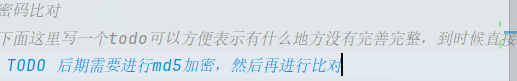 密码比对
下面这里写一个todo可以方便表示有什么地方没有完善完整，到时候直接
TODO 后期需要进行md5加密，然后再进行比对